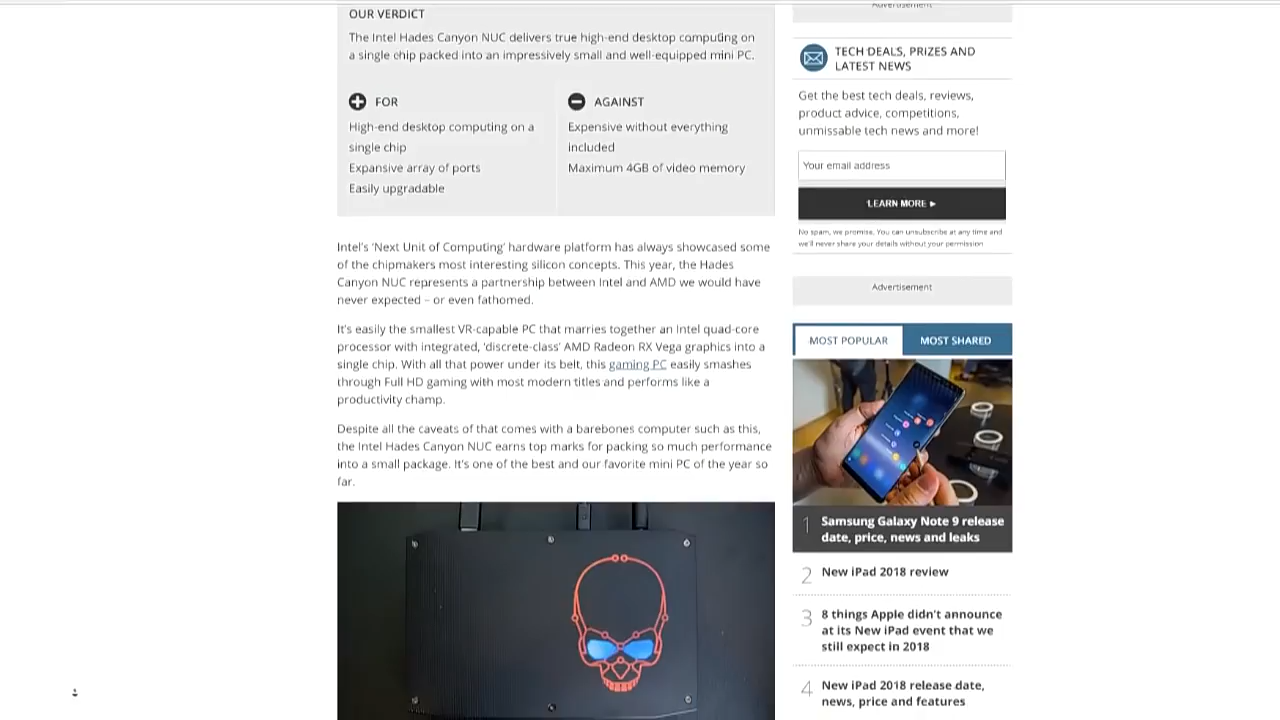 OUR VERDICT
The Intel Hades Canyon NUC delivers true high-end desktop computing on
a single chip packed into an impressively small and well-equipped mini PC.
FOR
High-end desktop computing on a
single chip
Expansive array of ports
Easily upgradable
AGAINST
Expensive without everything
included
Maximum 4GB of video memory
Intel's 'Next Unit of Computing' hardware platform has always showcased some
of the chipmakers most interesting silicon concepts. This year, the Hades
Canyon NUC represents a partnership between Intel and AMD we would have
never expected – or even fathomed.
It's easily the smallest VR-capable PC that marries together an Intel quad-core
processor with integrated, 'discrete-class' AMD Radeon RX Vega graphics into a
single chip. With all that power under its belt, this gaming PC easily smashes
through Full HD gaming with most modern titles and performs like a
productivity champ.
Despite all the caveats of that comes with a barebones computer such as this,
the Intel Hades Canyon NUC earns top marks for packing so much performance
into a small package. It's one of the best and our favorite mini PC of the year so
far.
Advertisement
TECH DEALS, PRIZES AND
LATEST NEWS
Get the best tech deals, reviews,
product advice, competitions,
unmissable tech news and more!
Your email address
LEARN MORE ►
No spam, we promise. You can unsubscribe at any time and
we'll never share your details without your permission
Advertisement
MOST POPULAR
MOST SHARED
1 Samsung Galaxy Note 9 release
date, price, news and leaks
2 New iPad 2018 review
3 8 things Apple didn't announce
at its New iPad event that we
still expect in 2018
4 New iPad 2018 release date,
news, price and features